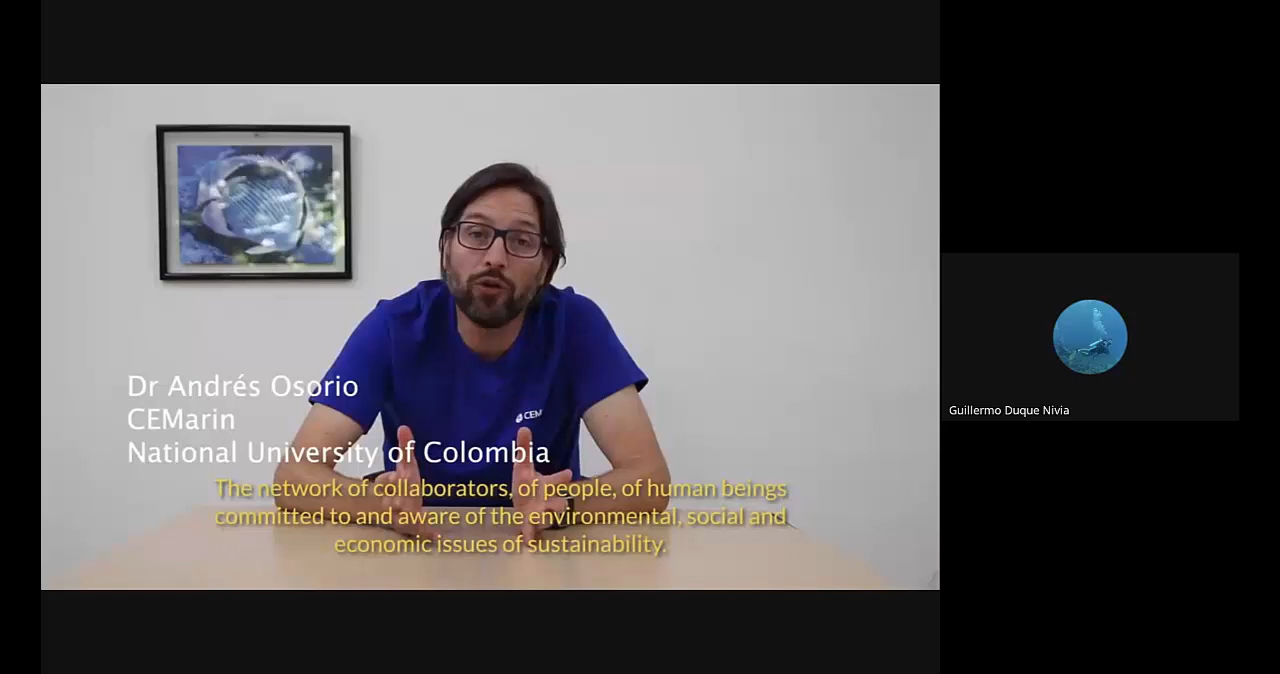 CEM
Dr Andrés Osorio
CEMarin
National University of Colombia
The network of collaborators, of people, of human beings
committed to and aware of the environmental, social and
economic issues of sustainability.
Guillermo Duque Nivia